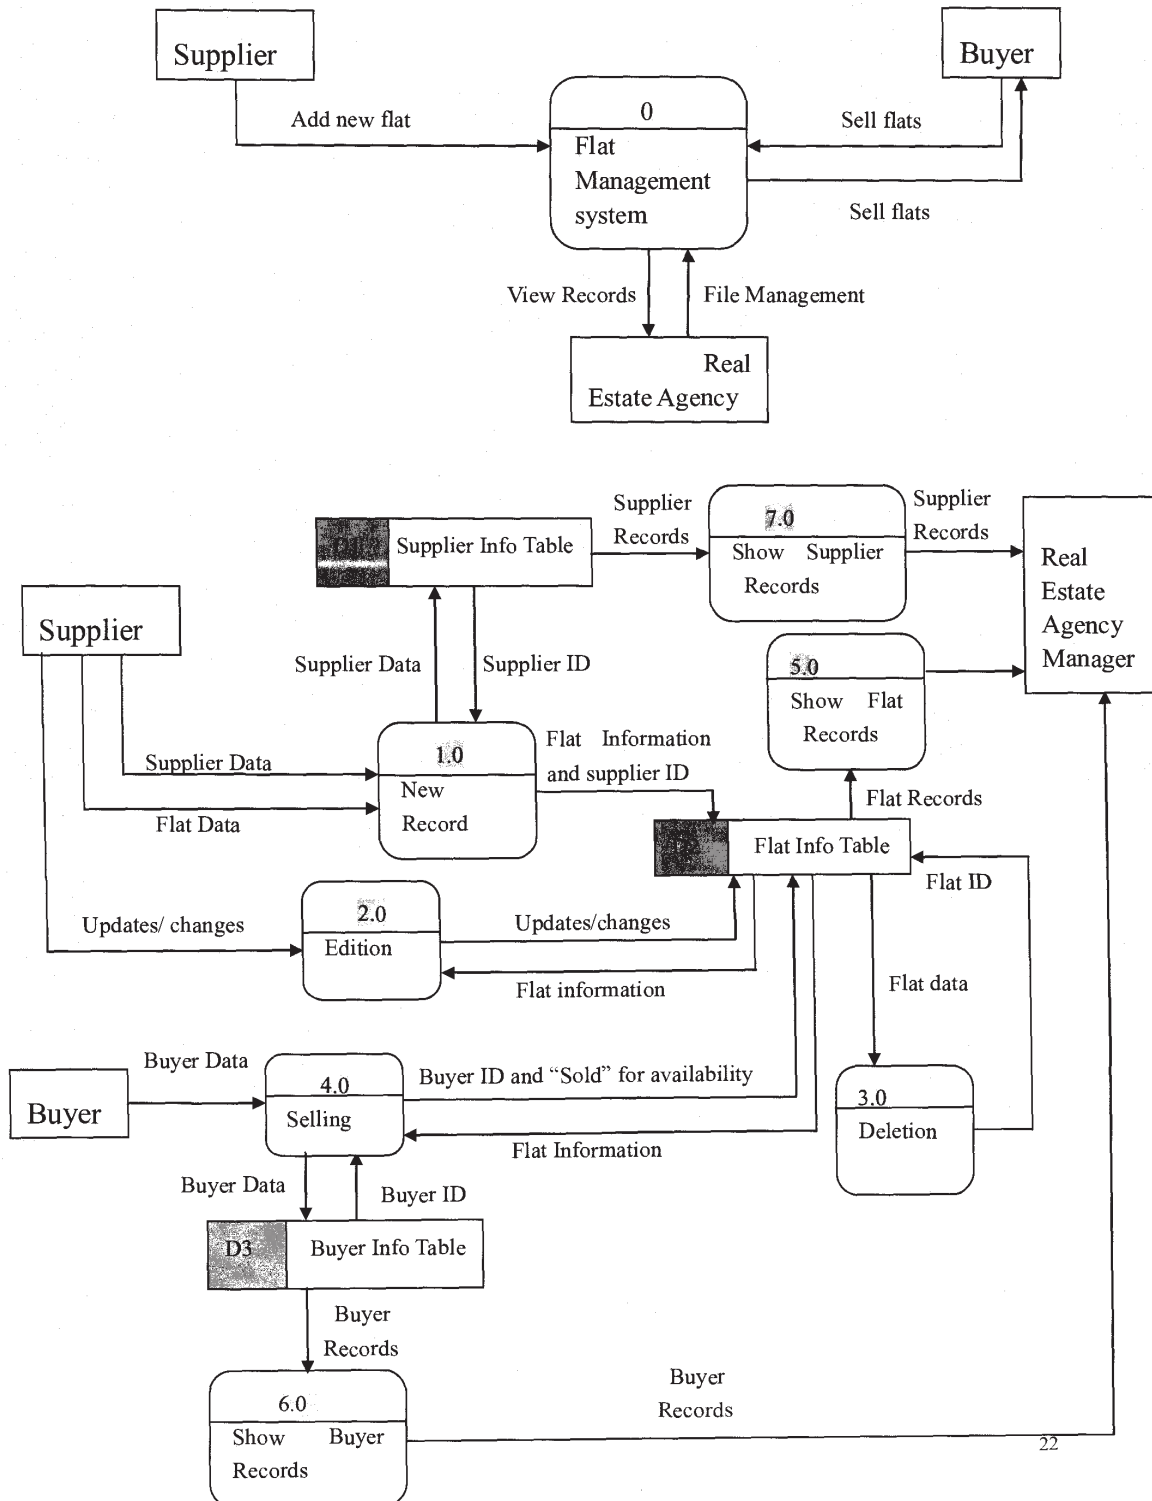 Supplier
Buyer
Add new flat
0
Sell flats
Flat
Management
system
Sell flats
View Records
File Management
Real
Estate Agency
Supplier
Records
7.0
Supplier
Records
Supplier Info Table
Show Supplier
Records
Real
Estate
Agency
Manager
Supplier
Supplier Data
Supplier ID
5.0
Show Flat
Records
1.0
Flat Information
and supplier ID
Supplier Data
New
Record
Flat Data
Flat Records
Flat Info Table
Flat ID
2.0
Updates/ changes
Edition
Updates/changes
Flat information
Flat data
Buyer Data
4.0
Buyer ID and “Sold” for availability
3.0
Buyer
Selling
Deletion
Flat Information
Buyer Data
Buyer ID
D3
Buyer Info Table
Buyer
Records
6.0
Buyer
Records
Show Buyer
Records
22